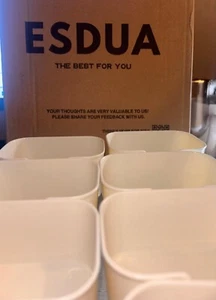 ESDUA
THE BEST FOR YOU
YOUR THOUGHTS ARE VERY VALUABLE TO US!
PLEASE SHARE YOUR FEEDBACK WITH US.